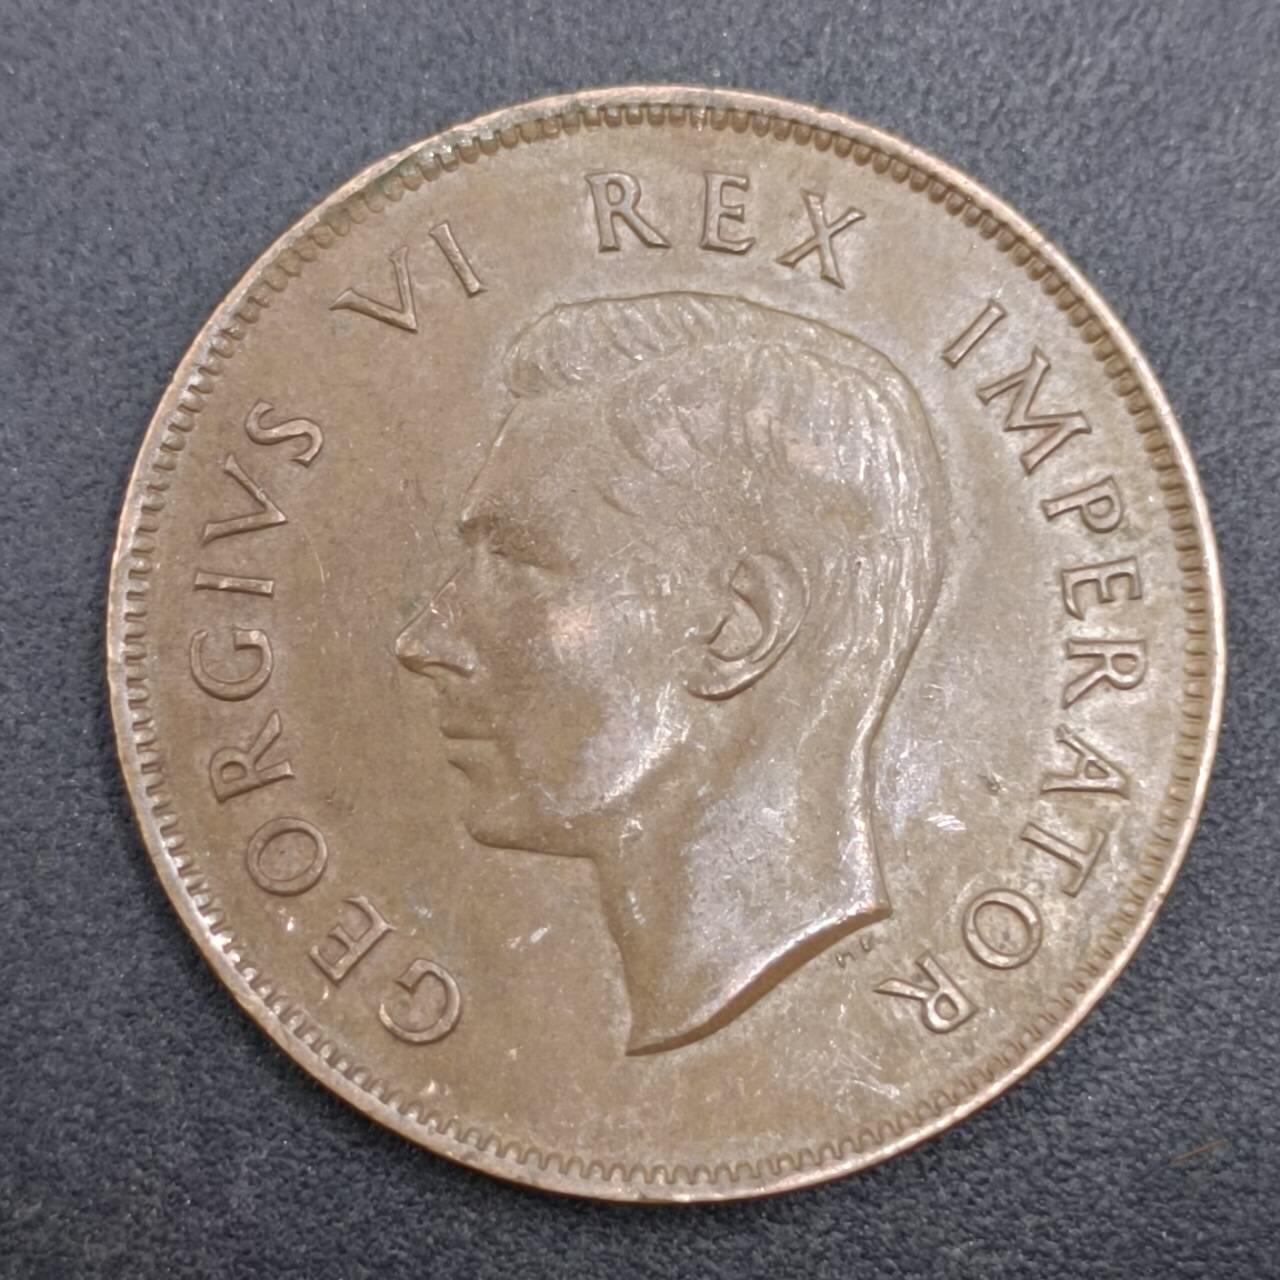 GEORGIVS VI REX IMPERATOR